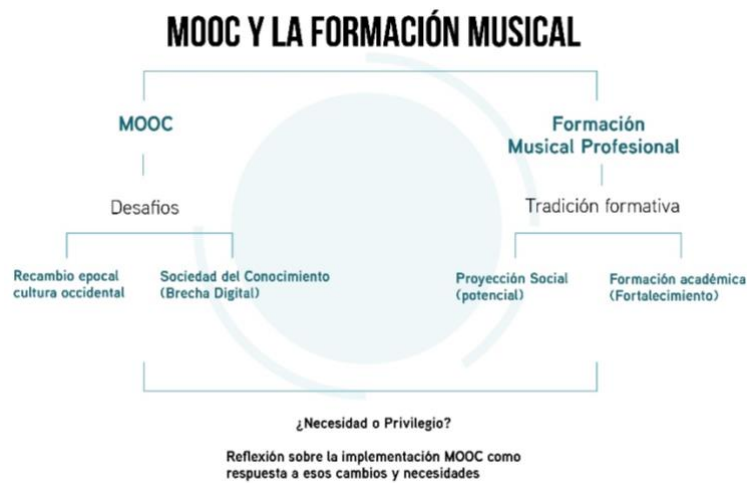 MOOC Y LA FORMACIÓN MUSICAL
MOOC
Formación
Musical Profesional
Desafios
Tradición formativa
Recambio epocal
cultura occidental
Sociedad del Conocimiento
(Brecha Digital)
Proyección Social
(potencial)
Formación académica
(Fortalecimiento)
¿Necesidad o Privilegio?
Reflexión sobre la implementación MOOC como
respuesta a esos cambios y necesidades